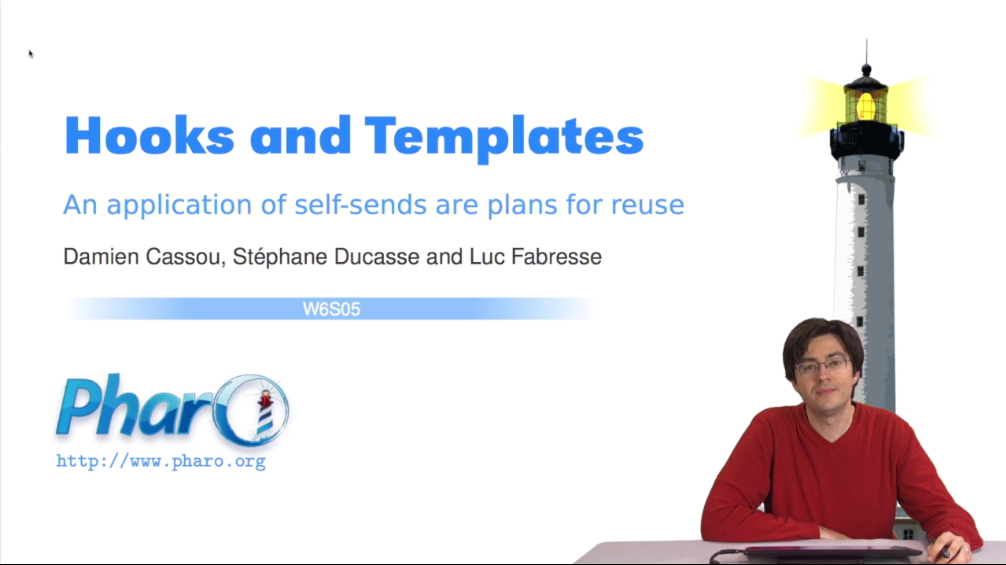 Hooks and Templates
An application of self-sends are plans for reuse
Damien Cassou, Stéphane Ducasse and Luc Fabresse
W6S05
Pharo
http://www.pharo.org